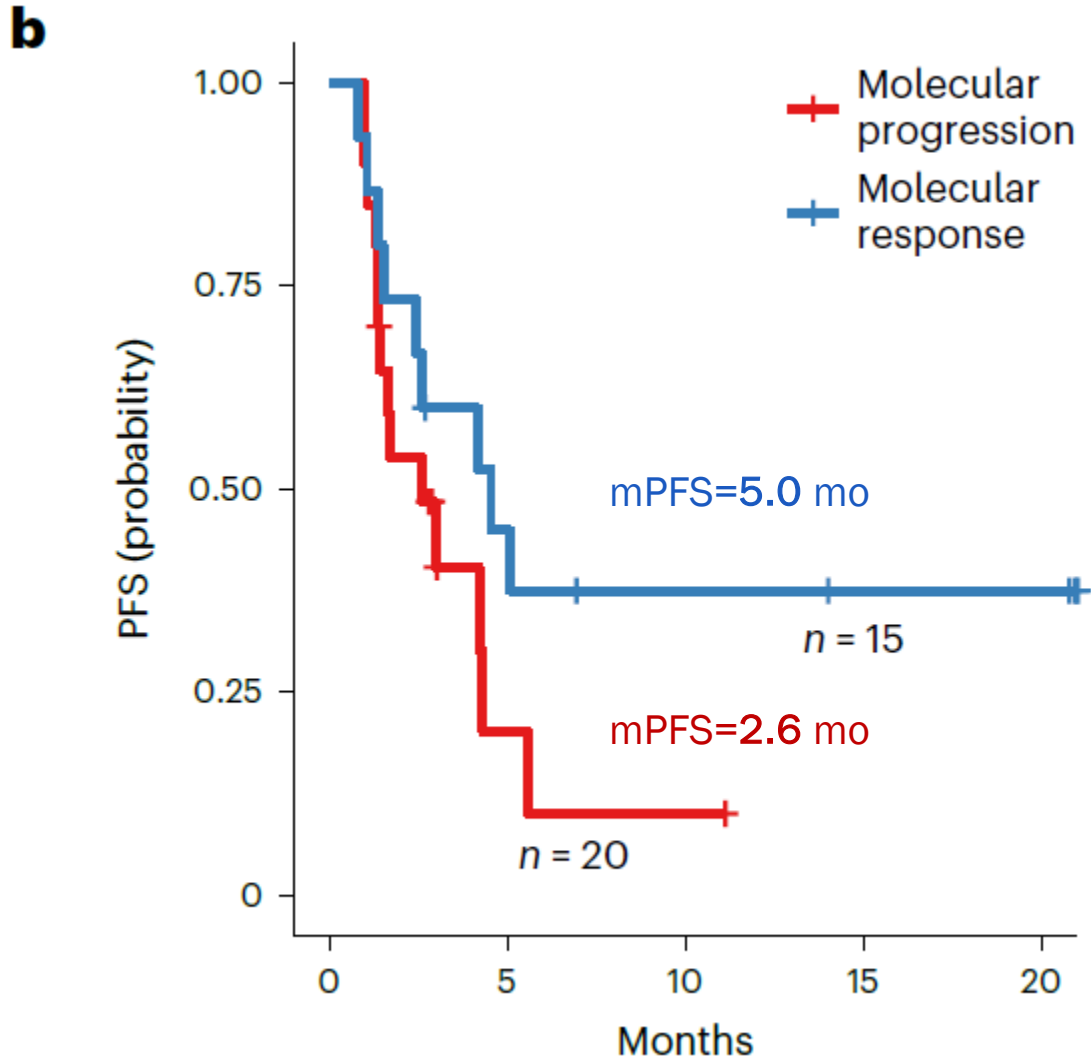 b
1.00
0.75
0.50
0.25
0
PFS (probability)
Molecular
progression
Molecular
response
mPFS=5.0 mo
n = 15
mPFS=2.6 mo
n = 20
0 5 10 15 20
Months